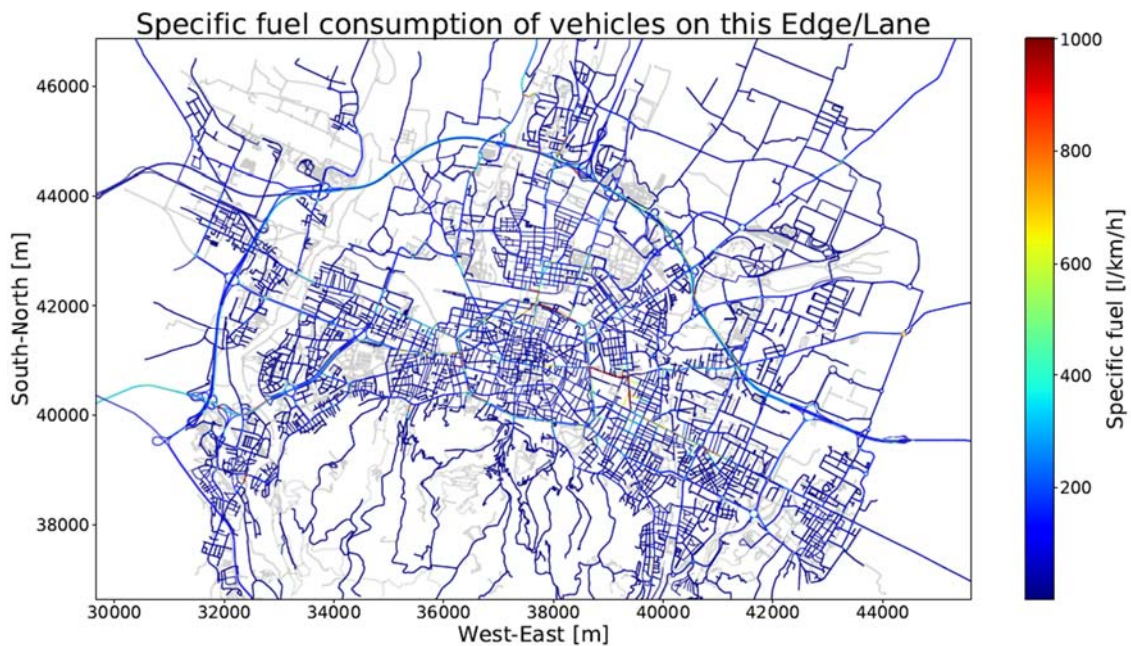 Specific fuel consumption of vehicles on this Edge/Lane
46000
44000
42000
40000
38000
South-North [m]
30000 32000 34000 36000 38000 40000 42000 44000
West-East [m]
1000
800
600
400
200
Specific fuel [l/km/h]